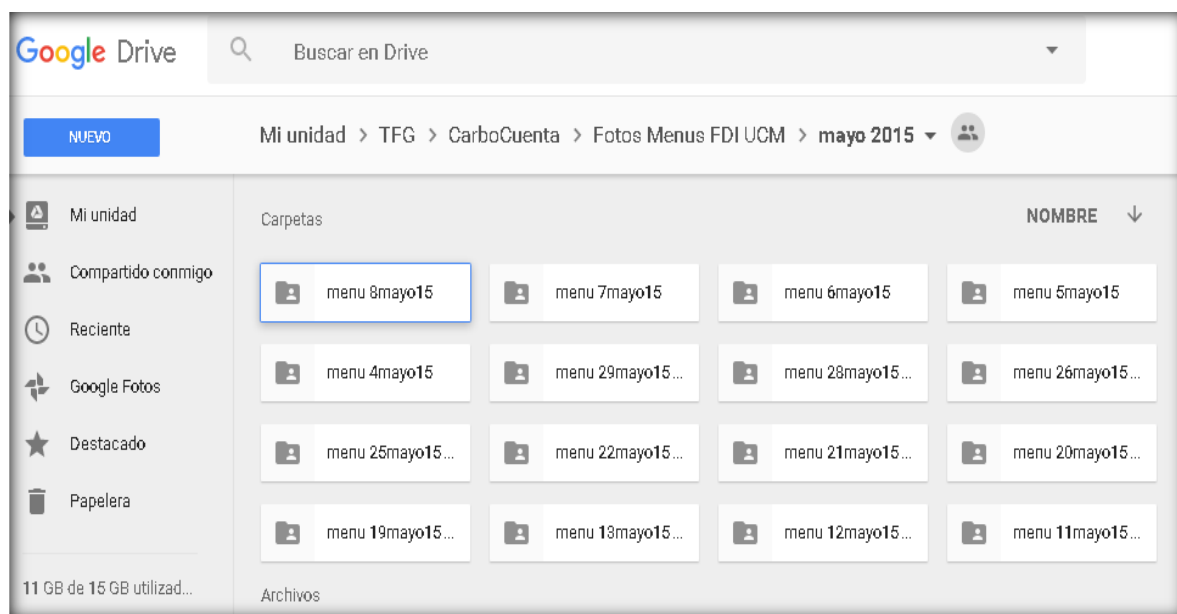 Google Drive
Buscar en Drive
NUEVO
Mi unidad > TFG > CarboCuenta > Fotos Menus FDI UCM > mayo 2015
Mi unidad
Compartido conmigo
Reciente
Google Fotos
Destacado
Papelera
11 GB de 15 GB utilizad...
Carpetas
NOMBRE
menu 8mayo15
menu 7mayo15
menu 6mayo15
menu 5mayo15
menu 4mayo15
menu 29mayo15...
menu 28mayo15...
menu 26mayo15...
menu 25mayo15...
menu 22mayo15...
menu 21mayo15...
menu 20mayo15...
menu 19mayo15...
menu 13mayo15...
menu 12mayo15...
menu 11mayo15...
Archivos